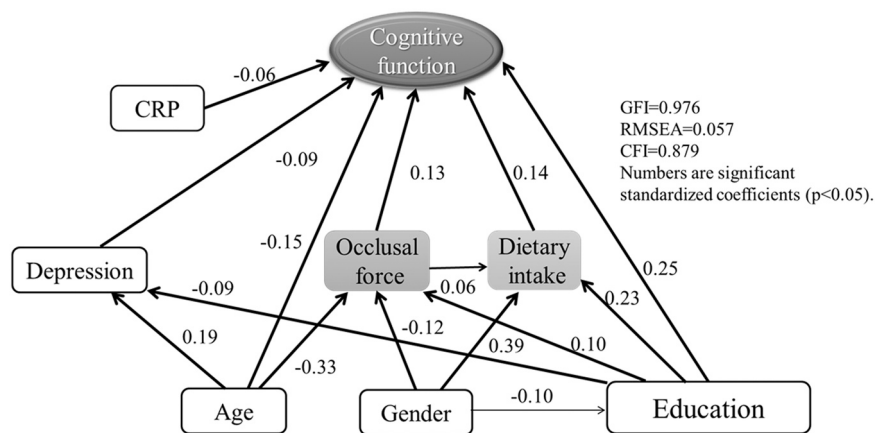 Cognitive
function
-0.06
CRP
GFI=0.976
RMSEA=0.057
CFI=0.879
Numbers are significant
standardized coefficients (p<0.05).
-0.09
0.13
0.14
-0.15
Occlusal
force
Dietary
intake
Depression
-0.09
0.06
0.25
0.23
0.19
-0.33
-0.12
0.39
0.10
Age
Gender
-0.10
Education